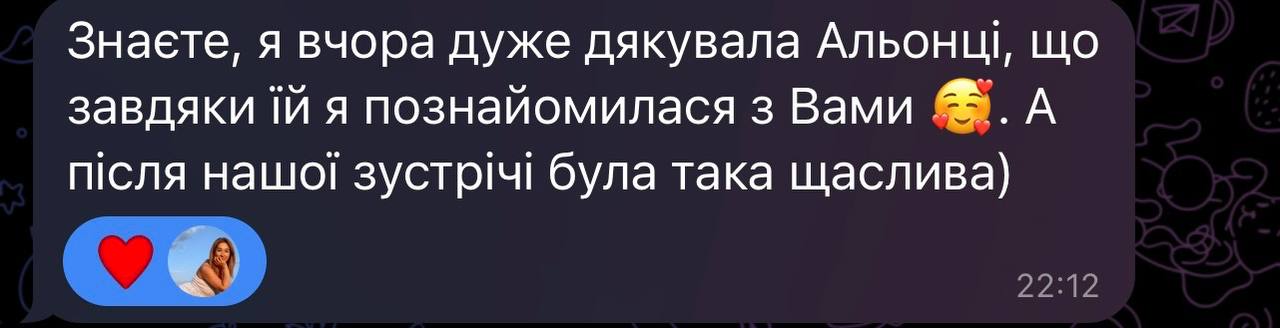 Знаєте, я вчора дуже дякувала Альонці, що
завдяки їй я познайомилася з Вами 🥰. А
після нашої зустрічі була така щаслива)
22:12